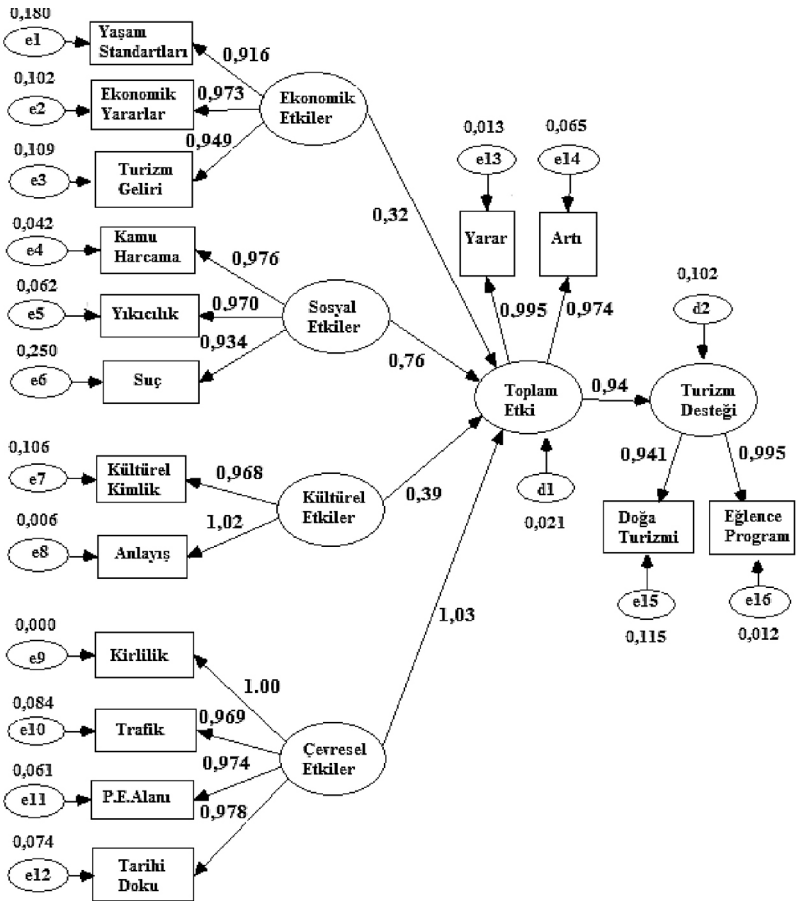 0,180
e1
Yaşam
Standartları
0,916
0,102
e2
Ekonomik
Yararlar
0,973
Ekonomik
Etkiler
0,109
e3
Turizm
Geliri
0,949
0,32
0,013
e13
0,065
e14
Yarar
Artı
0,995
0,974
0,042
e4
Kamu
Harcama
0,976
0,062
e5
Yıkıcılık
0,970
Sosyal
Etkiler
0,250
e6
Suç
0,934
0,76
Toplam
Etki
0,94
0,102
d2
Turizm
Desteği
0,941
0,995
Doğa
Turizmi
Eğlence
Program
e15
0,115
e16
0,012
d1
0,021
0,106
e7
Kültürel
Kimlik
0,968
Kültürel
Etkiler
0,39
0,006
e8
Anlayış
1,02
1,03
0,000
e9
Kirlilik
1.00
0,084
e10
Trafik
0,969
Çevresel
Etkiler
0,061
e11
P.E.Alanı
0,974
0,074
e12
Tarihi
Doku
0,978